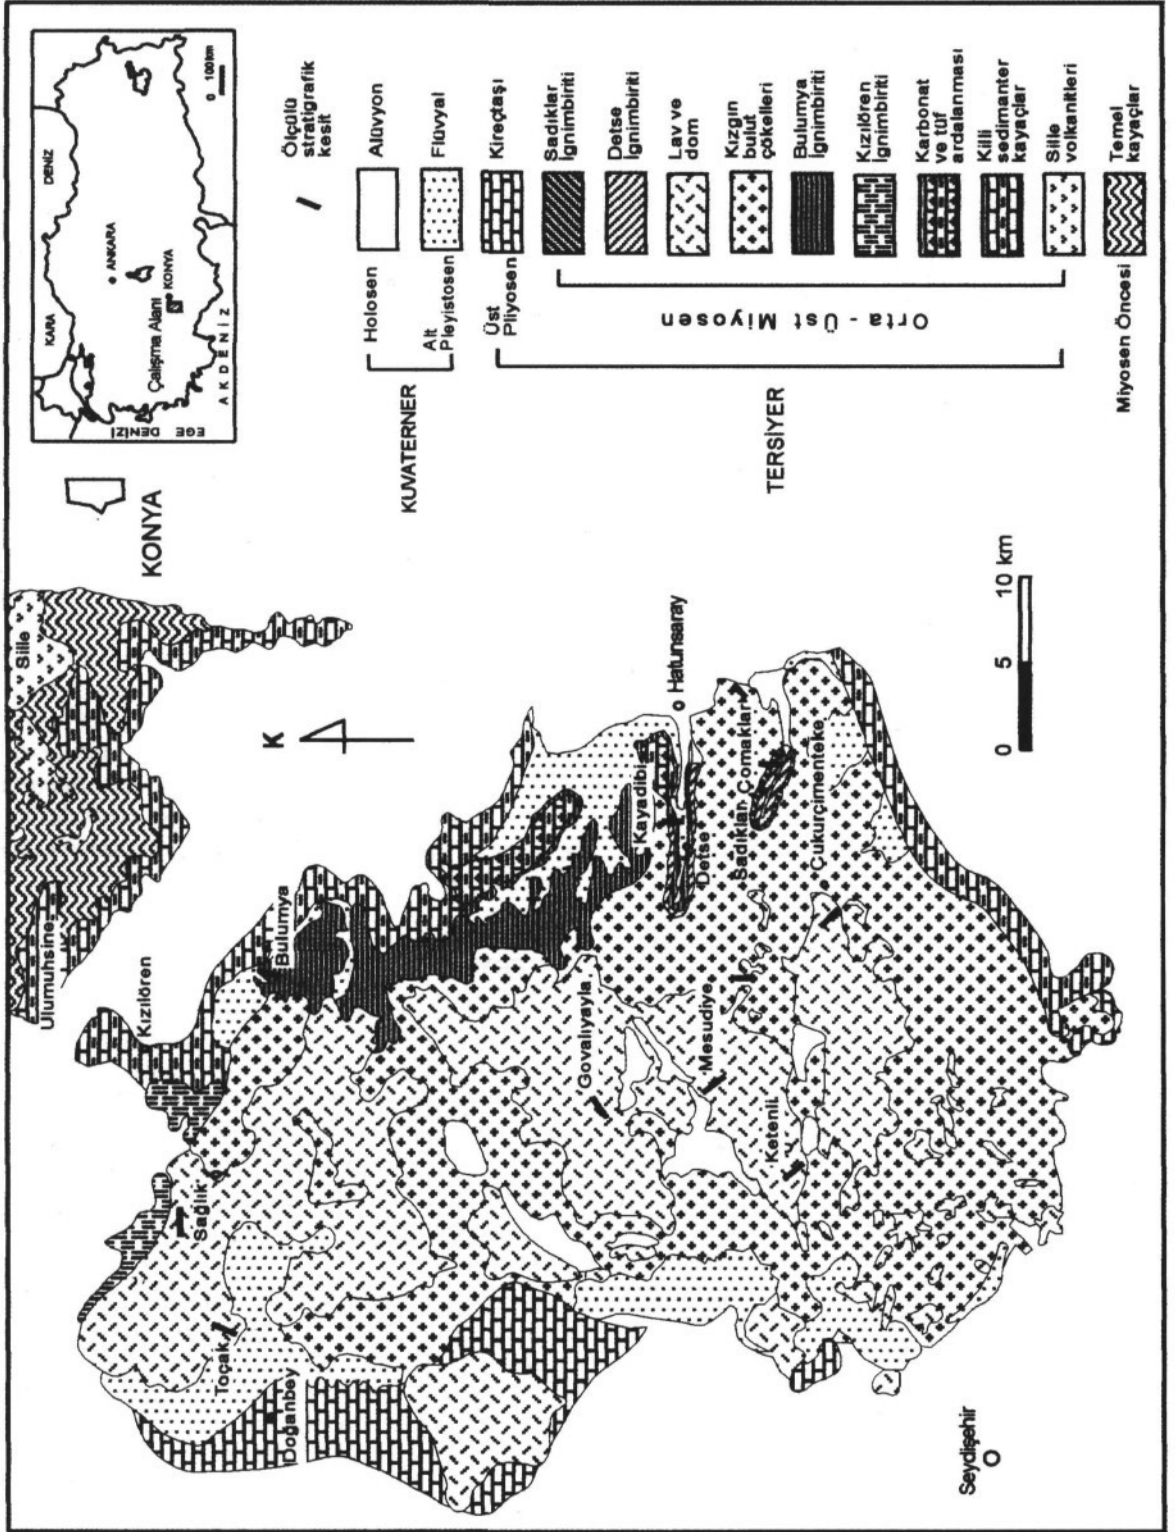 KARA
DENİZ
ANKARA
KONYA
Çalışma Alanı
EGE DENİZİ
AKDENİZ
0 100km
KONYA
Sille
Ulumuhsine
Kızılören
Bulumya
K
Sağlık
Toçak
Doğanbey
Kayadibi
Hatunsaray
Detse
Sadıklar
Çomaklar
Çukurçimenteke
Govalıyayla
Mesudiye
Ketenli
Seydişehir
0 5 10 km
Ölçülü
stratigrafik
kesit
KUVATERNER
Holosen
Alüvyon
Alt
Pleyistosen
Flüvyal
TERSİYER
Üst
Pliyosen
Kireçtaşı
Orta - Üst Miyosen
Sadıklar
İgnimbiriti
Detse
İgnimbiriti
Lav ve
dom
Kızgın
bulut
çökelleri
Bulumya
İgnimbiriti
Kızılören
İgnimbiriti
Karbonat
ve tüf
ardalanması
Killi
sedimanter
kayaçlar
Sille
volkanitleri
Miyosen Öncesi
Temel
kayaçlar